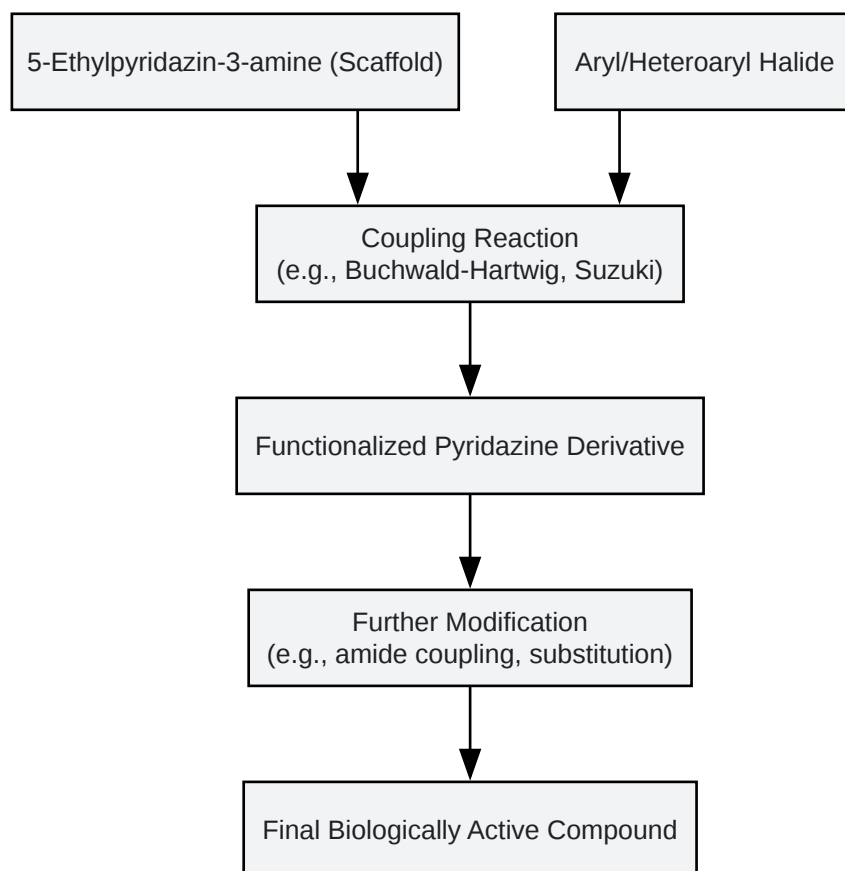 5-Ethylpyridazin-3-amine (Scaffold)
Aryl/Heteroaryl Halide
Coupling Reaction
(e.g., Buchwald-Hartwig, Suzuki)
Functionalized Pyridazine Derivative
Further Modification
(e.g., amide coupling, substitution)
Final Biologically Active Compound